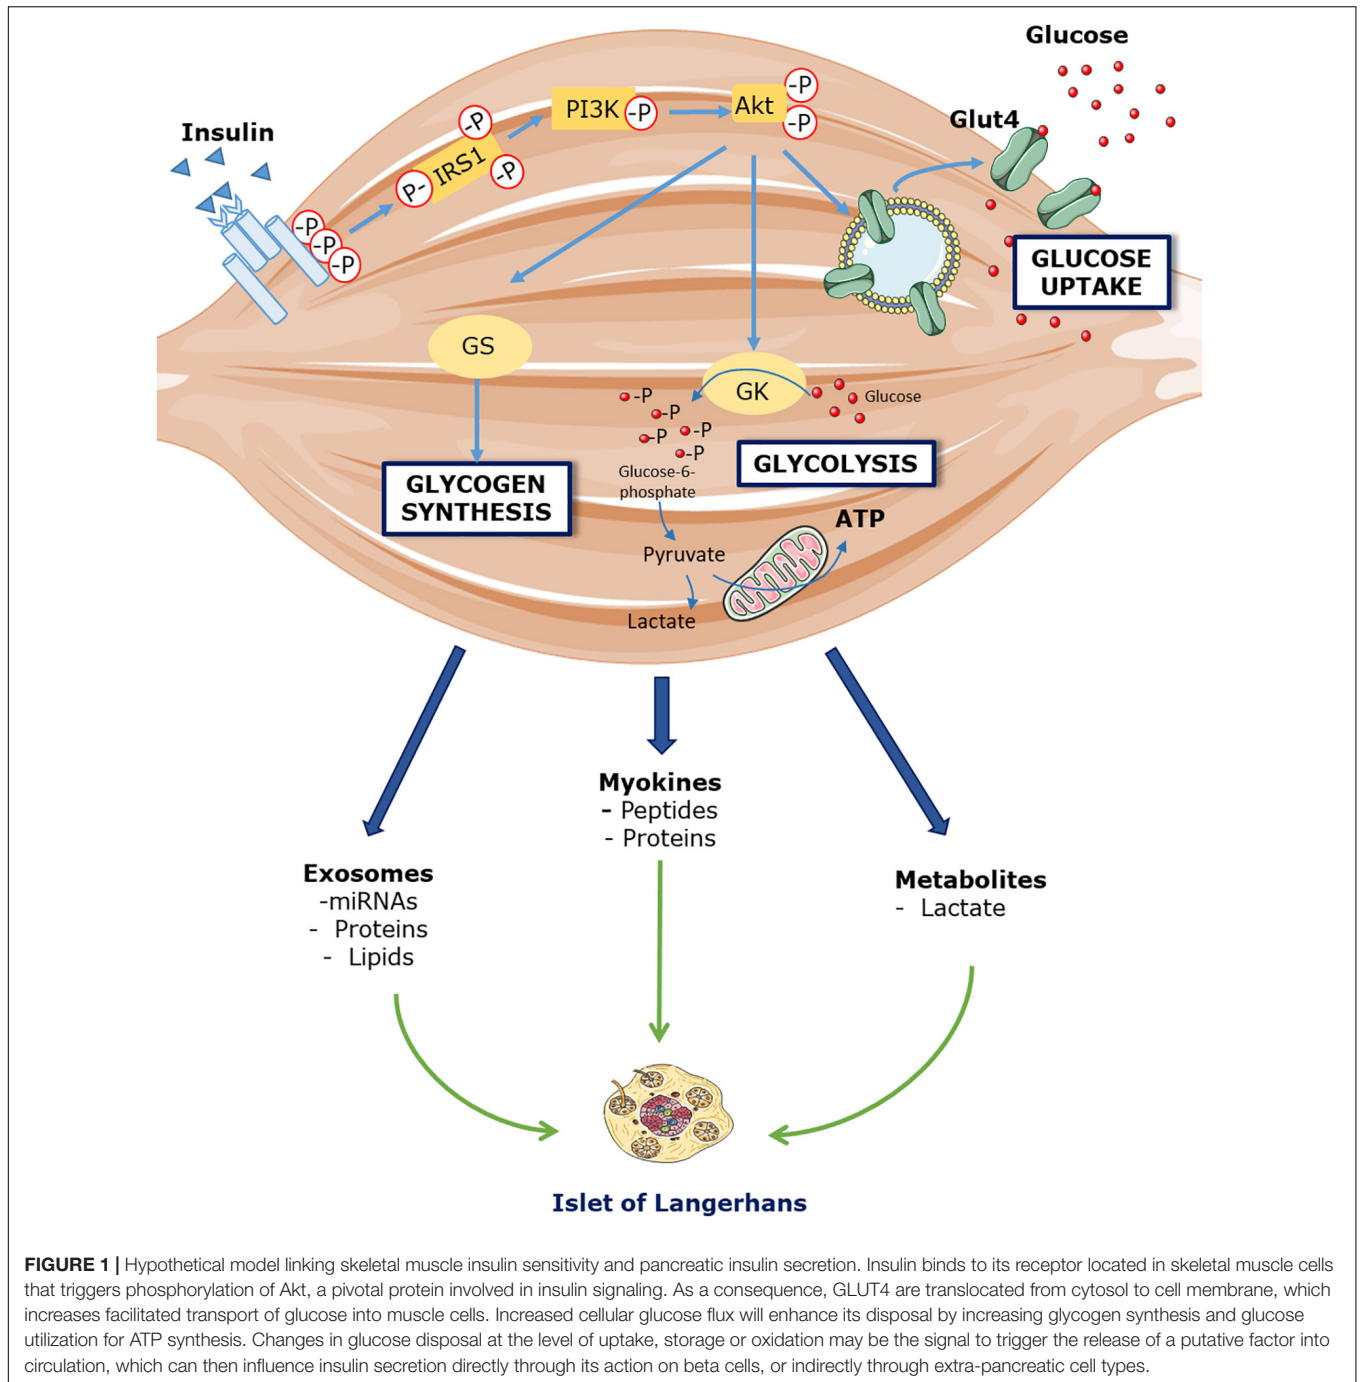 Glucose
Insulin
-P
-P
-P
P-
IRS1
-P
-P
PI3K
-P
Akt
-P
-P
Glut4
GLUCOSE
UPTAKE
GS
GLYCOGEN
SYNTHESIS
GK
Glucose
-P
-P
-P
-P
-P
Glucose-6-
phosphate
GLYCOLYSIS
Pyruvate
ATP
Lactate
Exosomes
-miRNAs
- Proteins
- Lipids
Myokines
- Peptides
- Proteins
Metabolites
- Lactate
Islet of Langerhans
FIGURE 1 | Hypothetical model linking skeletal muscle insulin sensitivity and pancreatic insulin secretion. Insulin binds to its receptor located in skeletal muscle cells
that triggers phosphorylation of Akt, a pivotal protein involved in insulin signaling. As a consequence, GLUT4 are translocated from cytosol to cell membrane, which
increases facilitated transport of glucose into muscle cells. Increased cellular glucose flux will enhance its disposal by increasing glycogen synthesis and glucose
utilization for ATP synthesis. Changes in glucose disposal at the level of uptake, storage or oxidation may be the signal to trigger the release of a putative factor into
circulation, which can then influence insulin secretion directly through its action on beta cells, or indirectly through extra-pancreatic cell types.